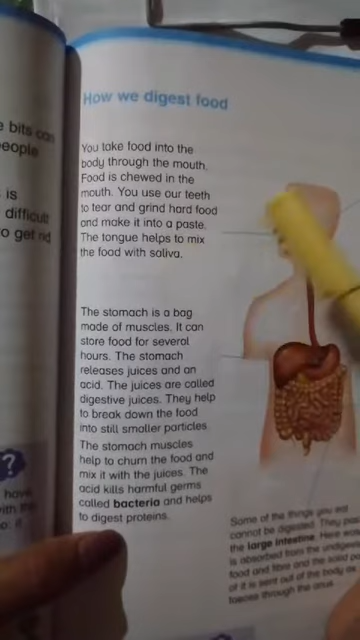 e bits can
eople
is
difficult
o get rid
?
have
ith the
How we digest food
You take food into the
body through the mouth.
Food is chewed in the
mouth. You use our teeth
to tear and grind hard food
and make it into a paste.
The tongue helps to mix
the food with saliva.
The stomach is a bag
made of muscles. It can
store food for several
hours. The stomach
releases juices and an
acid. The juices are called
digestive juices. They help
to break down the food
into still smaller particles.
The stomach muscles
help to churn the food and
mix it with the juices. The
acid kills harmful germs
called bacteria and helps
to digest proteins.
Some of the things you eat
cannot be digested. They pa
the large intestine. Here wa
is absorbed from the undiges
food and fibre and the solid pa
of it is sent out of the body as
faeces through the anus.